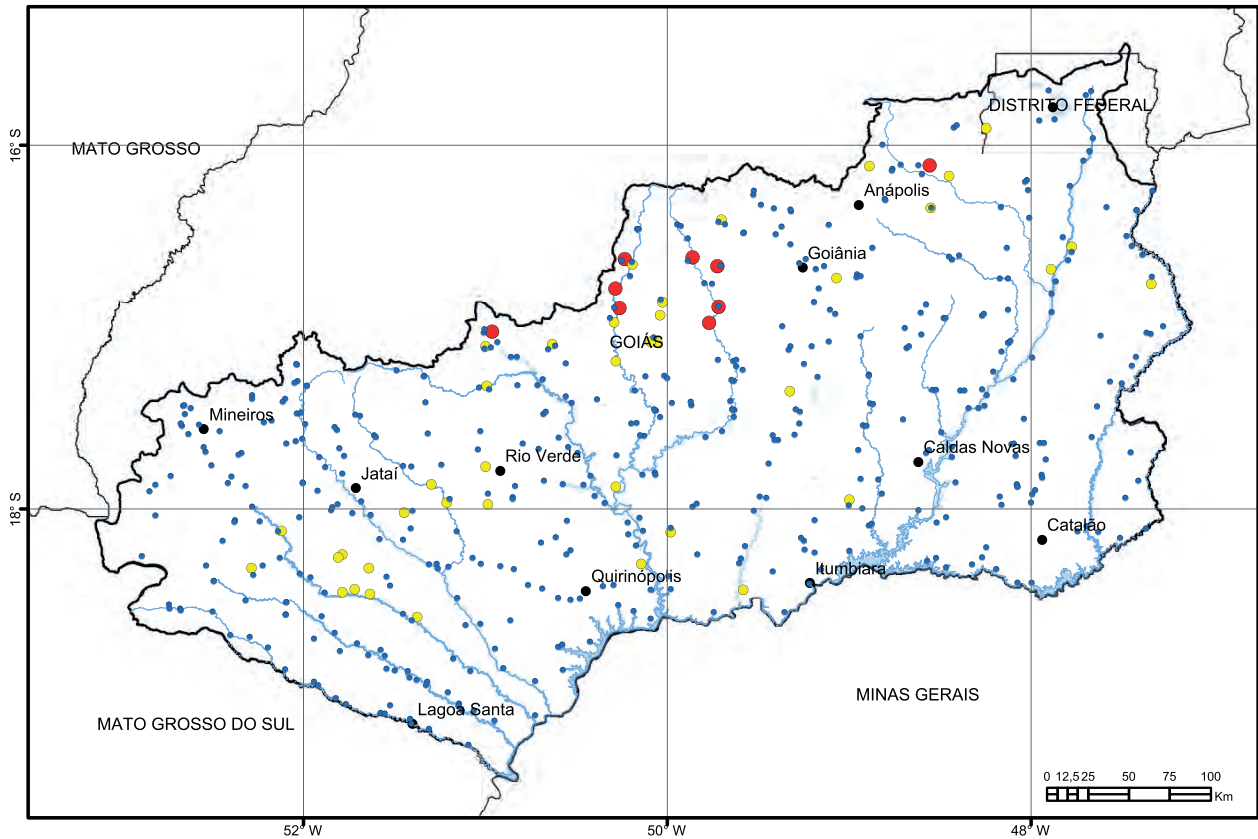 DISTRITO FEDERAL
16° S
MATO GROSSO
Anápolis
Goiânia
GOIÁS
Mineiros
Caldas Novas
Rio Verde
Jataí
18° S
Catalão
Itumbiara
Quirinópolis
MINAS GERAIS
Lagoa Santa
MATO GROSSO DO SUL
0 12,5 25 50 75 100
Km
52° W 50° W 48° W